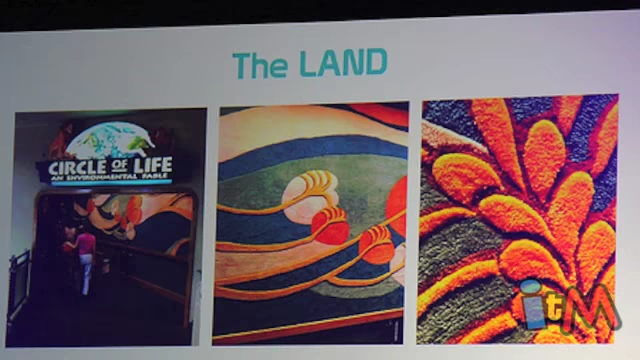 The LAND
CIRCLE OF LIFE
AN ENVIRONMENTAL FABLE
itM